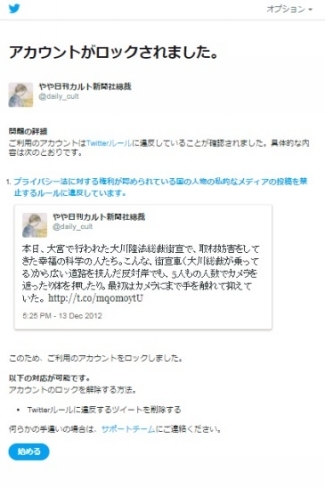 オプション
アカウントがロックされました。
やや日刊カルト新聞社総裁
@daily_cult
問題の詳細
ご利用のアカウントはTwitterルールに違反していることが確認されました。具体的な内
容は次のとおりです。
1. プライバシー法に対する権利が認められている国の人物の私的なメディアの投稿を禁
止するルールに違反しています。
やや日刊カルト新聞社総裁
@daily_cult
本日、大宮で行われた大川隆法総裁街宣で、取材妨害をして
きた幸福の科学の人たち。こんな、街宣車(大川総裁が乗って
る)から広い道路を挟んだ反対岸でも、5人もの人数でカメラを
遮ったり体を押したり。最初はカメラにまで手を触れて抑えて
いた。 http://t.co/mqomoytU
5:25 PM - 13 Dec 2012
このため、ご利用のアカウントをロックしました。
以下の対応が可能です。
アカウントのロックを解除する方法。
• Twitterルールに違反するツイートを削除する
何らかの手違いの場合は、サポートチームにご連絡ください。
始める